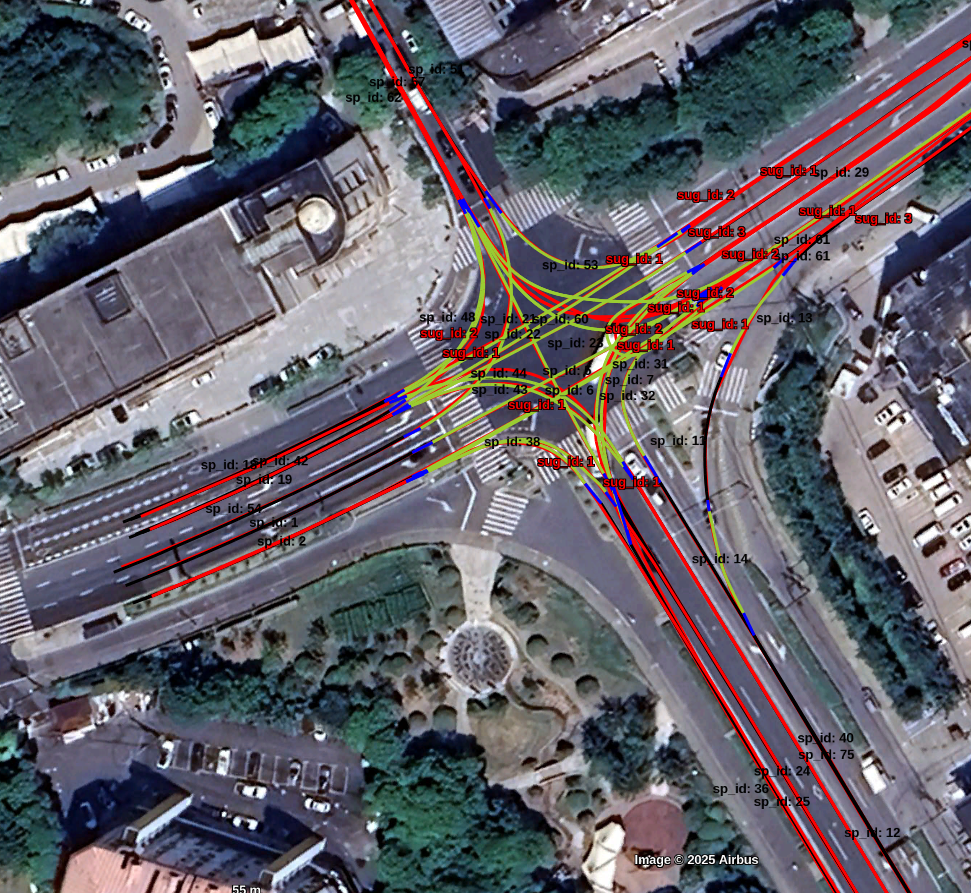 sp_id: 62
sug_id: 1
sp_id: 29
sug_id: 2
sug_id: 1
sug_id: 3
sug_id: 3
sp_id: 61
sug_id: 2
sp_id: 61
sug_id: 1
sp_id: 53
sug_id: 2
sug_id: 1
sp_id: 48
sp_id: 60
sp_id: 13
sug_id: 1
sug_id: 2
sug_id: 2
sp_id: 22
sug_id: 1
sug_id: 1
sp_id: 31
sp_id: 44
sp_id: 7
sp_id: 43
sp_id: 6
sp_id: 32
sug_id: 1
sp_id: 38
sp_id: 11
sug_id: 1
sp_id: 42
sp_id: 19
sug_id: 1
sp_id: 54
sp_id: 1
sp_id: 2
sp_id: 14
sp_id: 40
sp_id: 75
sp_id: 24
sp_id: 36
sp_id: 25
sp_id: 12
Image © 2025 Airbus
55 m